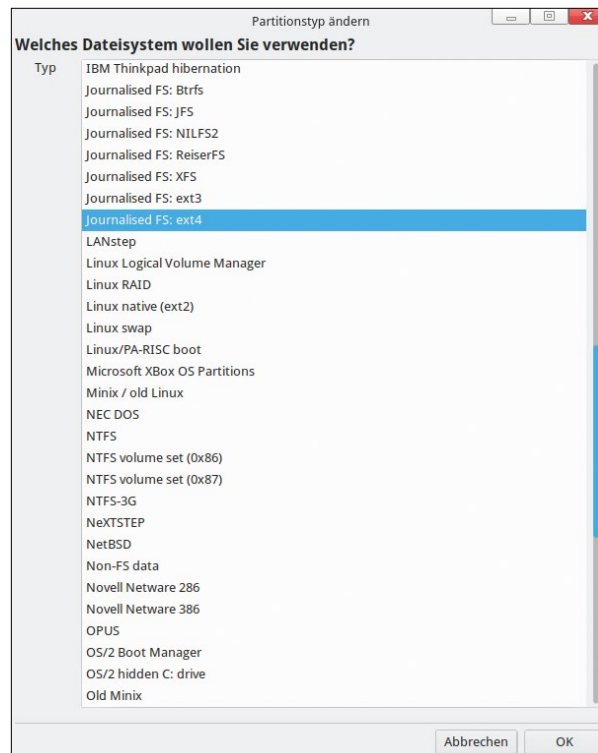 Partitionstyp ändern
Welches Dateisystem wollen Sie verwenden?
Typ
IBM Thinkpad hibernation
Journalised FS: Btrfs
Journalised FS: JFS
Journalised FS: NILFS2
Journalised FS: ReiserFS
Journalised FS: XFS
Journalised FS: ext3
Journalised FS: ext4
LANstep
Linux Logical Volume Manager
Linux RAID
Linux native (ext2)
Linux swap
Linux/PA-RISC boot
Microsoft XBox OS Partitions
Minix / old Linux
NEC DOS
NTFS
NTFS volume set (0x86)
NTFS volume set (0x87)
NTFS-3G
NeXTSTEP
NetBSD
Non-FS data
Novell Netware 286
Novell Netware 386
OPUS
OS/2 Boot Manager
OS/2 hidden C: drive
Old Minix
Abbrechen OK